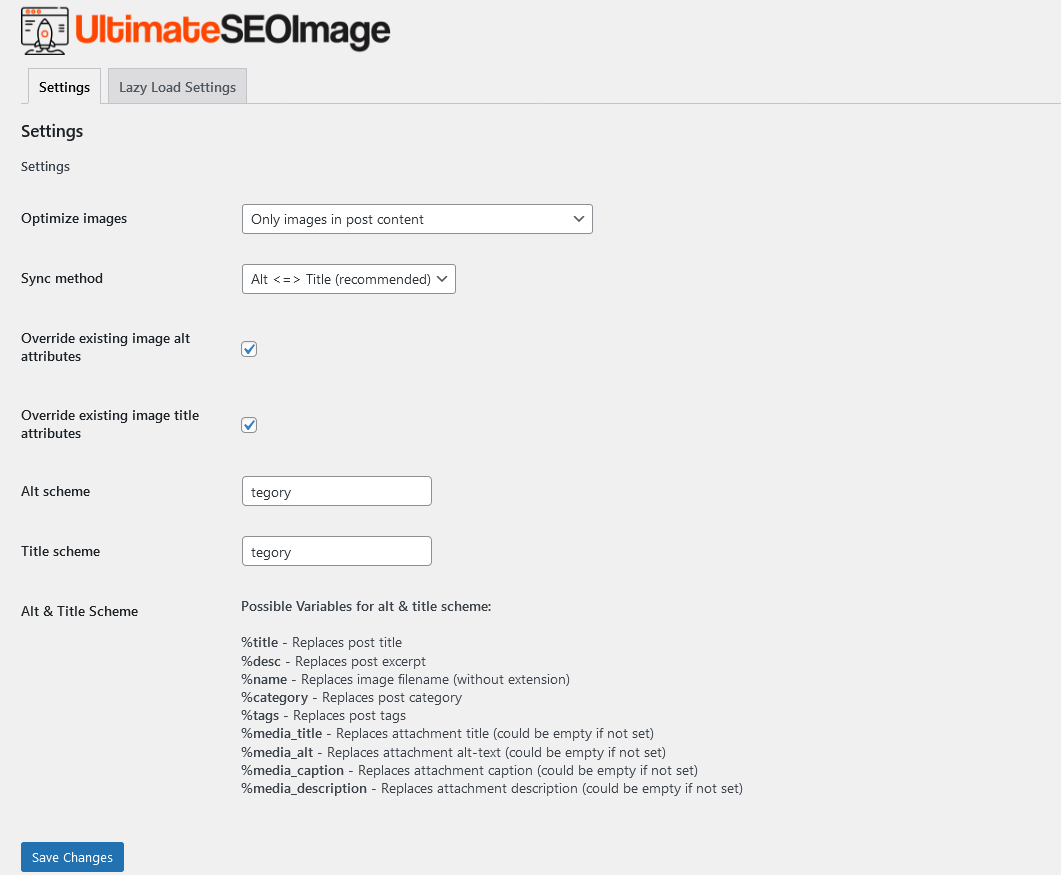 UltimateSEOImage
Settings
Lazy Load Settings
Settings
Settings
Optimize images
Only images in post content
Sync method
Alt <=> Title (recommended)
Override existing image alt
attributes
Override existing image title
attributes
Alt scheme
tegory
Title scheme
tegory
Alt & Title Scheme
Possible Variables for alt & title scheme:
%title - Replaces post title
%desc - Replaces post excerpt
%name - Replaces image filename (without extension)
%category - Replaces post category
%tags - Replaces post tags
%media_title - Replaces attachment title (could be empty if not set)
%media_alt - Replaces attachment alt-text (could be empty if not set)
%media_caption - Replaces attachment caption (could be empty if not set)
%media_description - Replaces attachment description (could be empty if not set)
Save Changes